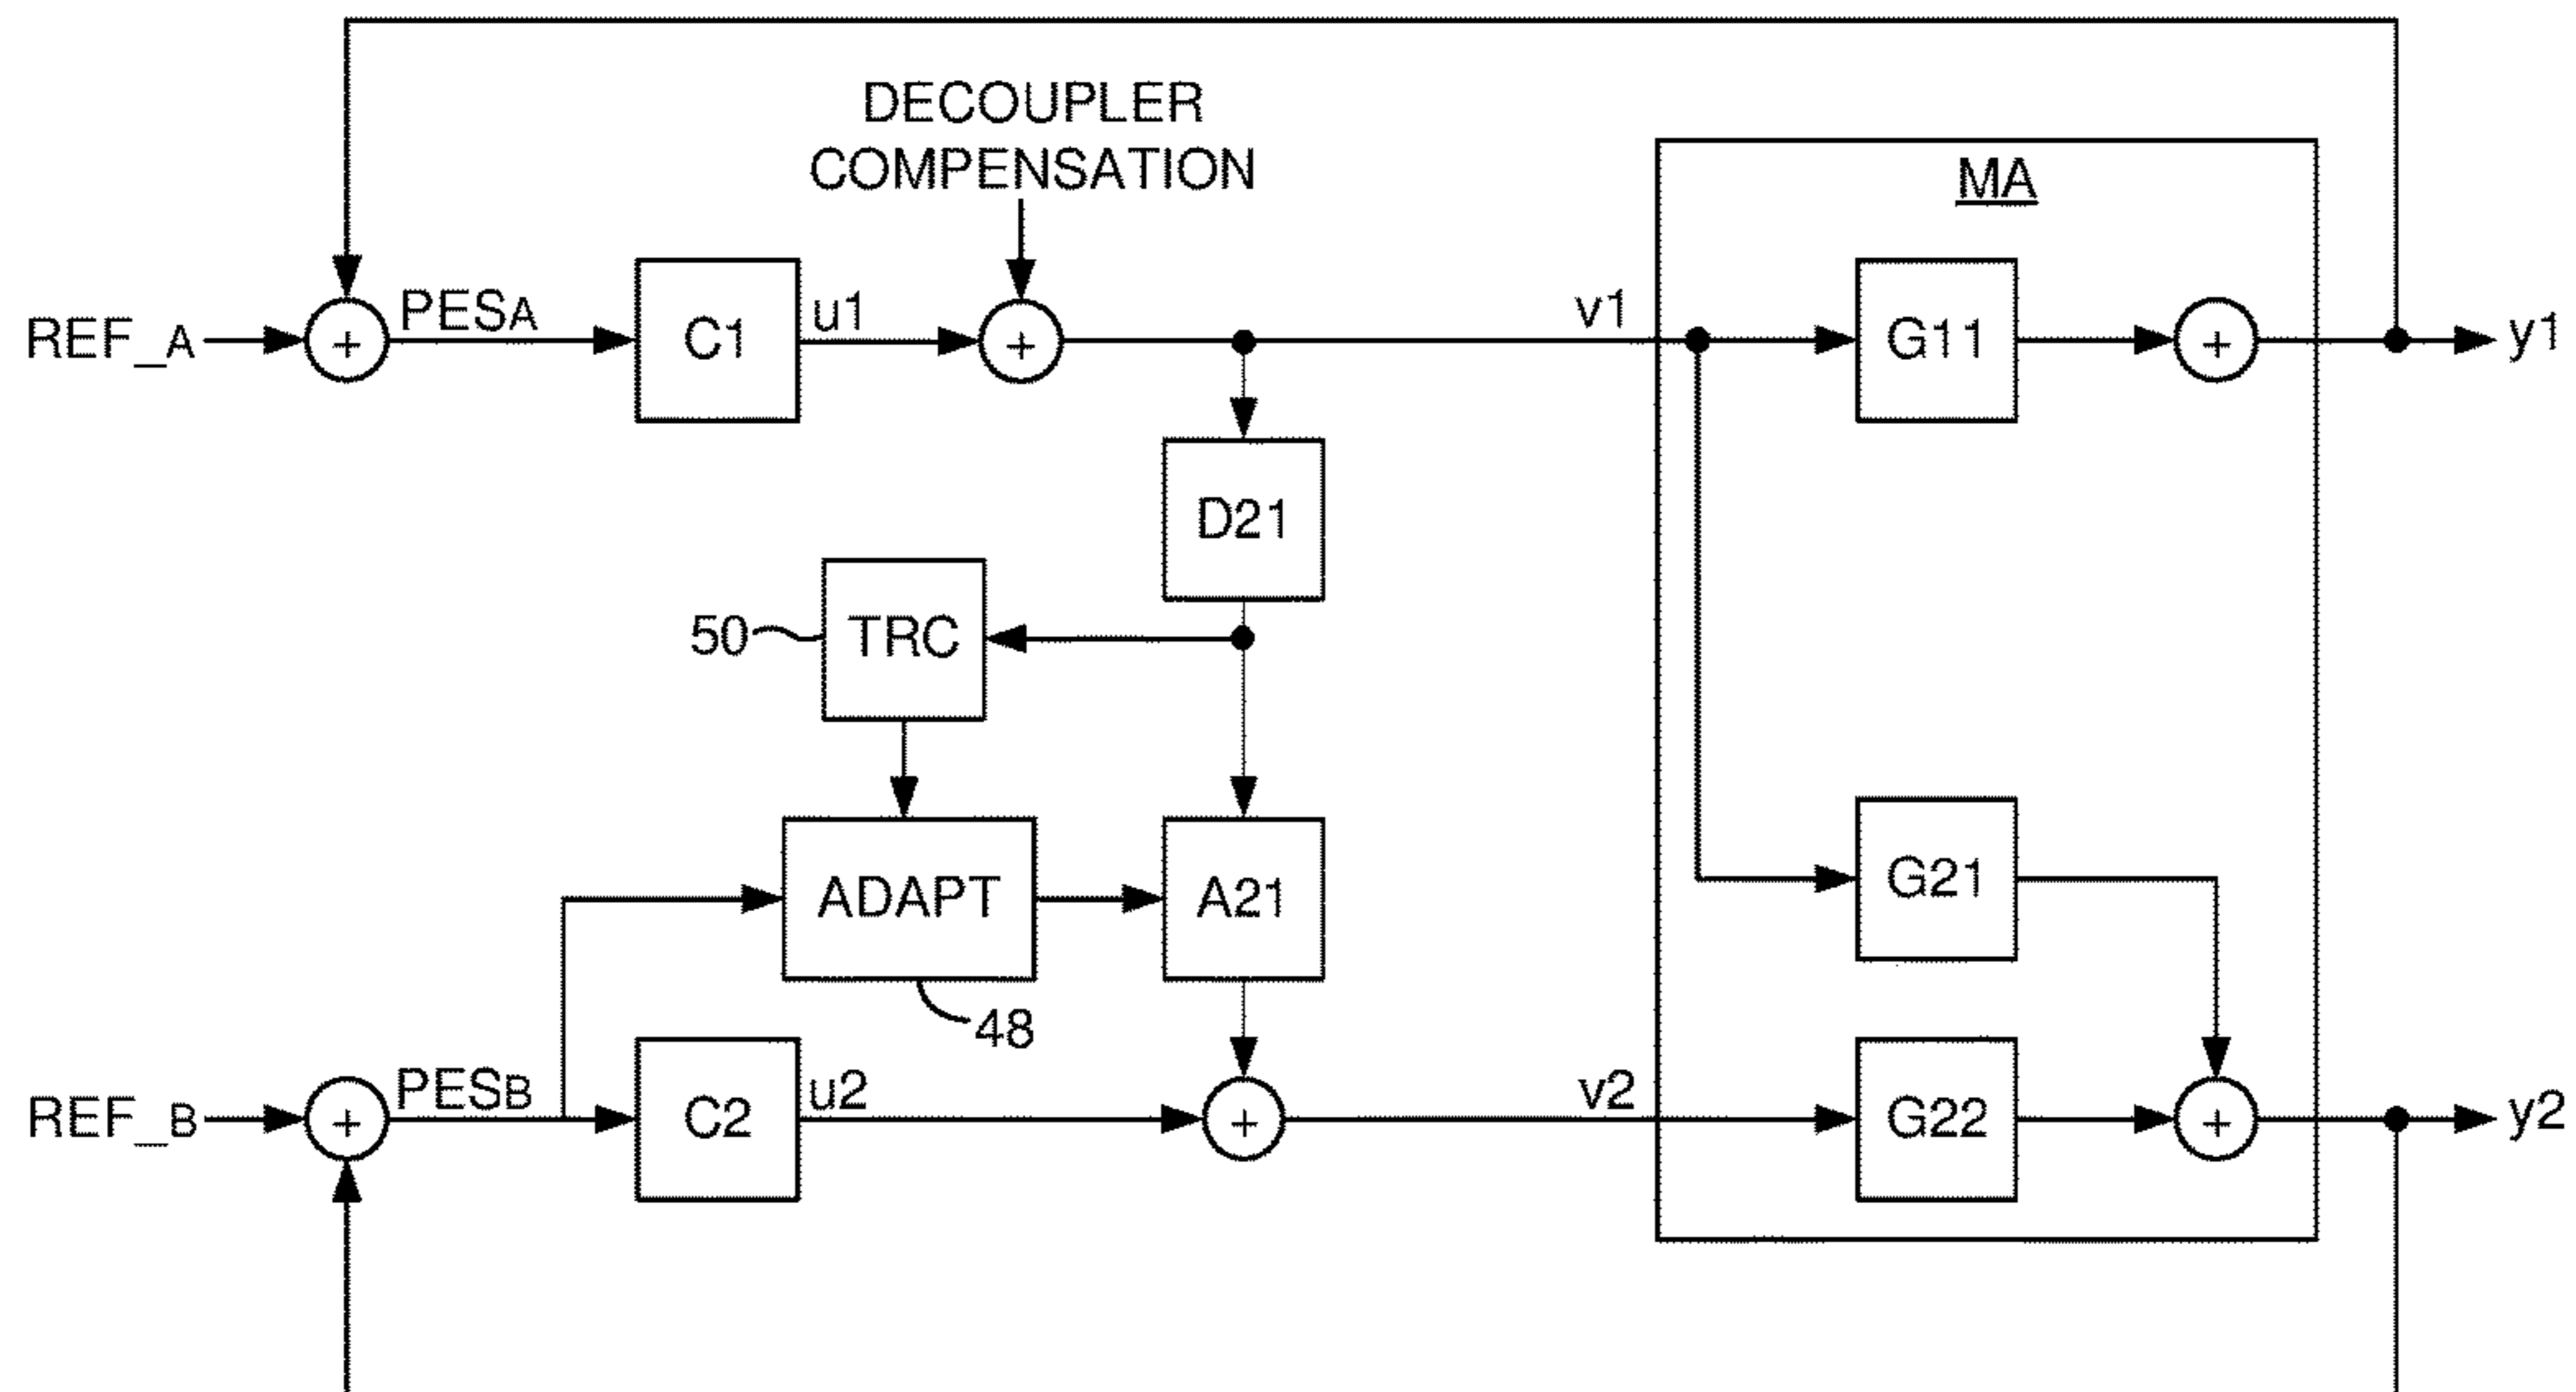 DECOUPLER
COMPENSATION
MA
REF_A
+
PESA
C1
u1
+
v1
G11
+
y1
D21
50
TRC
ADAPT
A21
G21
48
REF_B
+
PESB
C2
u2
+
v2
G22
+
y2